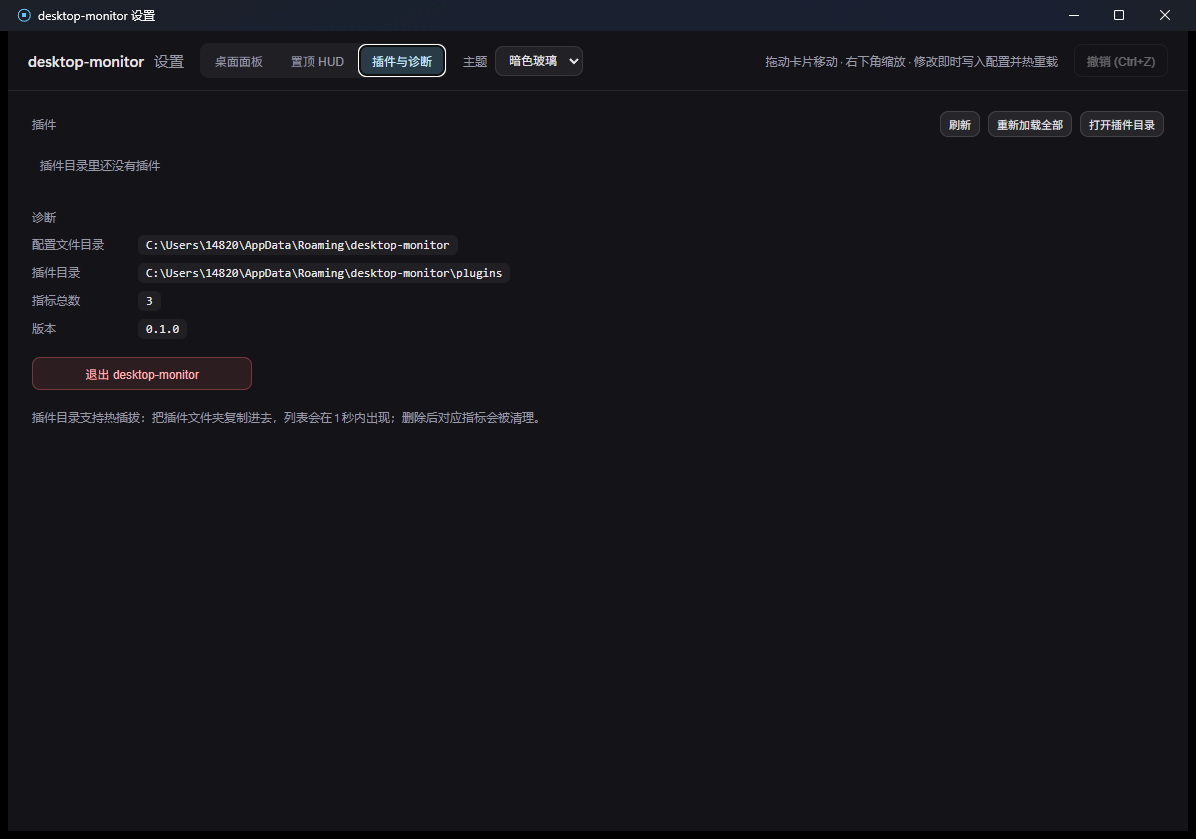 desktop-monitor 设置
desktop-monitor 设置 桌面面板 置顶 HUD 插件与诊断 主题 暗色玻璃 拖动卡片移动 · 右下角缩放 · 修改即时写入配置并热重载 撤销 (Ctrl+Z)
插件 刷新 重新加载全部 打开插件目录
插件目录里还没有插件
诊断
配置文件目录 C:\Users\14820\AppData\Roaming\desktop-monitor
插件目录 C:\Users\14820\AppData\Roaming\desktop-monitor\plugins
指标总数 3
版本 0.1.0
退出 desktop-monitor
插件目录支持热插拔：把插件文件夹复制进去，列表会在 1 秒内出现；删除后对应指标会被清理。